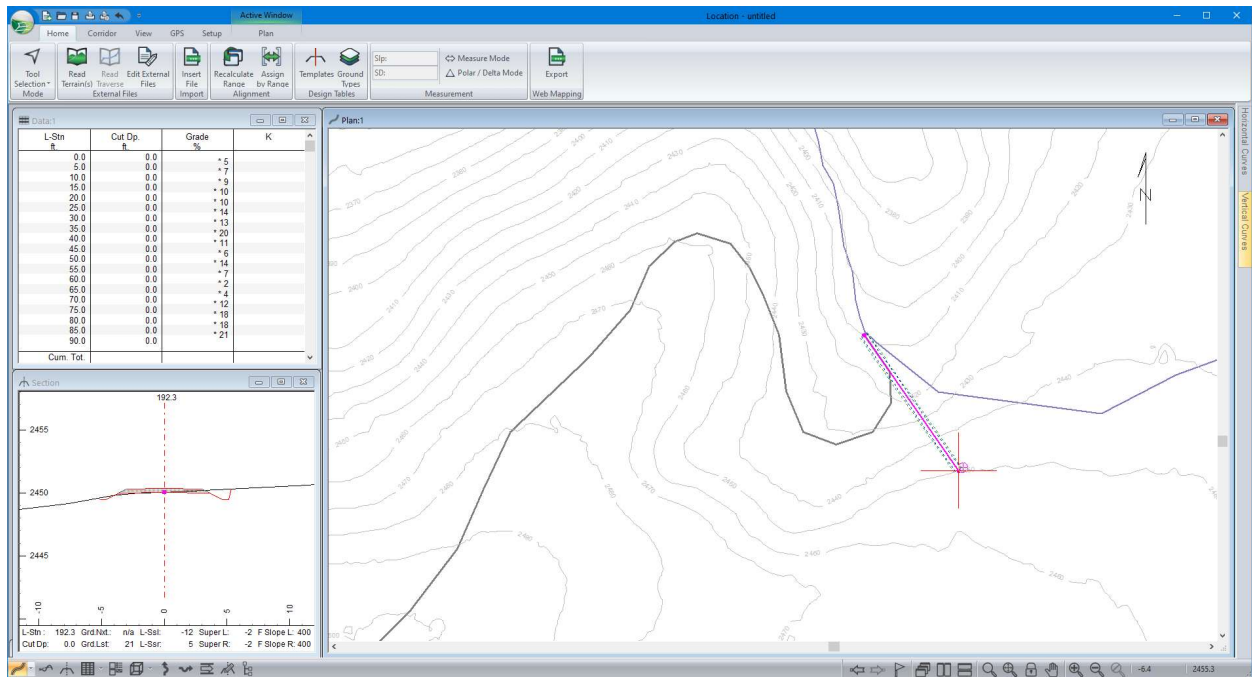 Active Window
Location - untitled
Home Corridor View GPS Setup Plan
Tool Selection Mode
Read Terrain(s)
Read Traverse
Edit External Files
External Files
Insert File
Import
Recalculate Range
Assign by Range
Alignment
Templates
Ground Types
Design Tables
Slp:
SD:
Measure Mode
Polar / Delta Mode
Measurement
Export
Web Mapping
Data:1
L-Stn Cut Dp. Grade K
ft. ft. %
0.0 0.0
* 5
5.0 0.0
* 7
10.0 0.0
* 9
15.0 0.0
* 10
20.0 0.0
* 10
25.0 0.0
* 14
30.0 0.0
* 13
35.0 0.0
* 20
40.0 0.0
* 11
45.0 0.0
* 6
50.0 0.0
* 14
55.0 0.0
* 7
60.0 0.0
* 2
65.0 0.0
* 4
70.0 0.0
* 12
75.0 0.0
* 18
80.0 0.0
* 18
85.0 0.0
* 21
90.0 0.0
Cum. Tot.
Section
192.3
2455
2450
2445
-10 -5 0 5 10
L-Stn : 192.3 Grd.Nxt.: n/a L-Ssl: -12 Super L: -2 F Slope L: 400
Cut Dp: 0.0 Grd.Lst: 21 L-Ssr: 5 Super R: -2 F Slope R: 400
Plan:1
N
Horizontal Curves
Vertical Curves
-6.4 2455.3